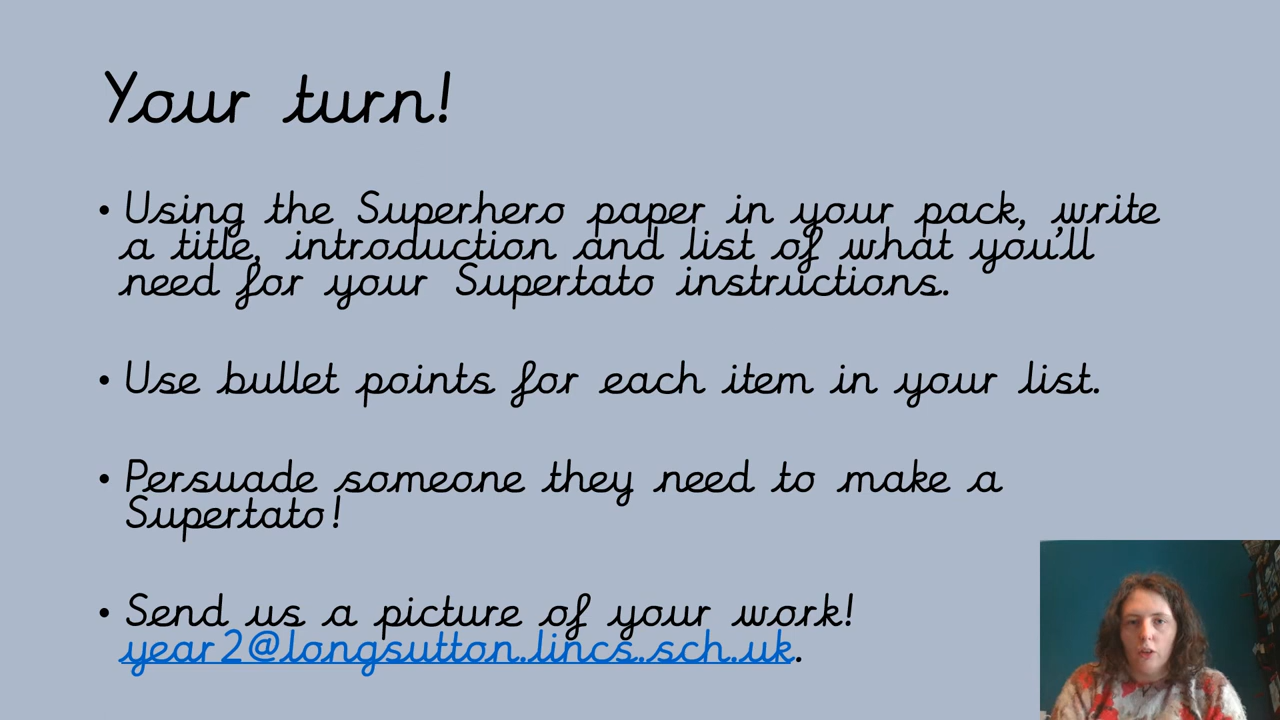 Your turn!
• Using the Superhero paper in your pack, write
a title, introduction and list of what you'll
need for your Supertato instructions.
• Use bullet points for each item in your list.
• Persuade someone they need to make a
Supertato!
• Send us a picture of your work!
year2@longsutton.lincs.sch.uk.